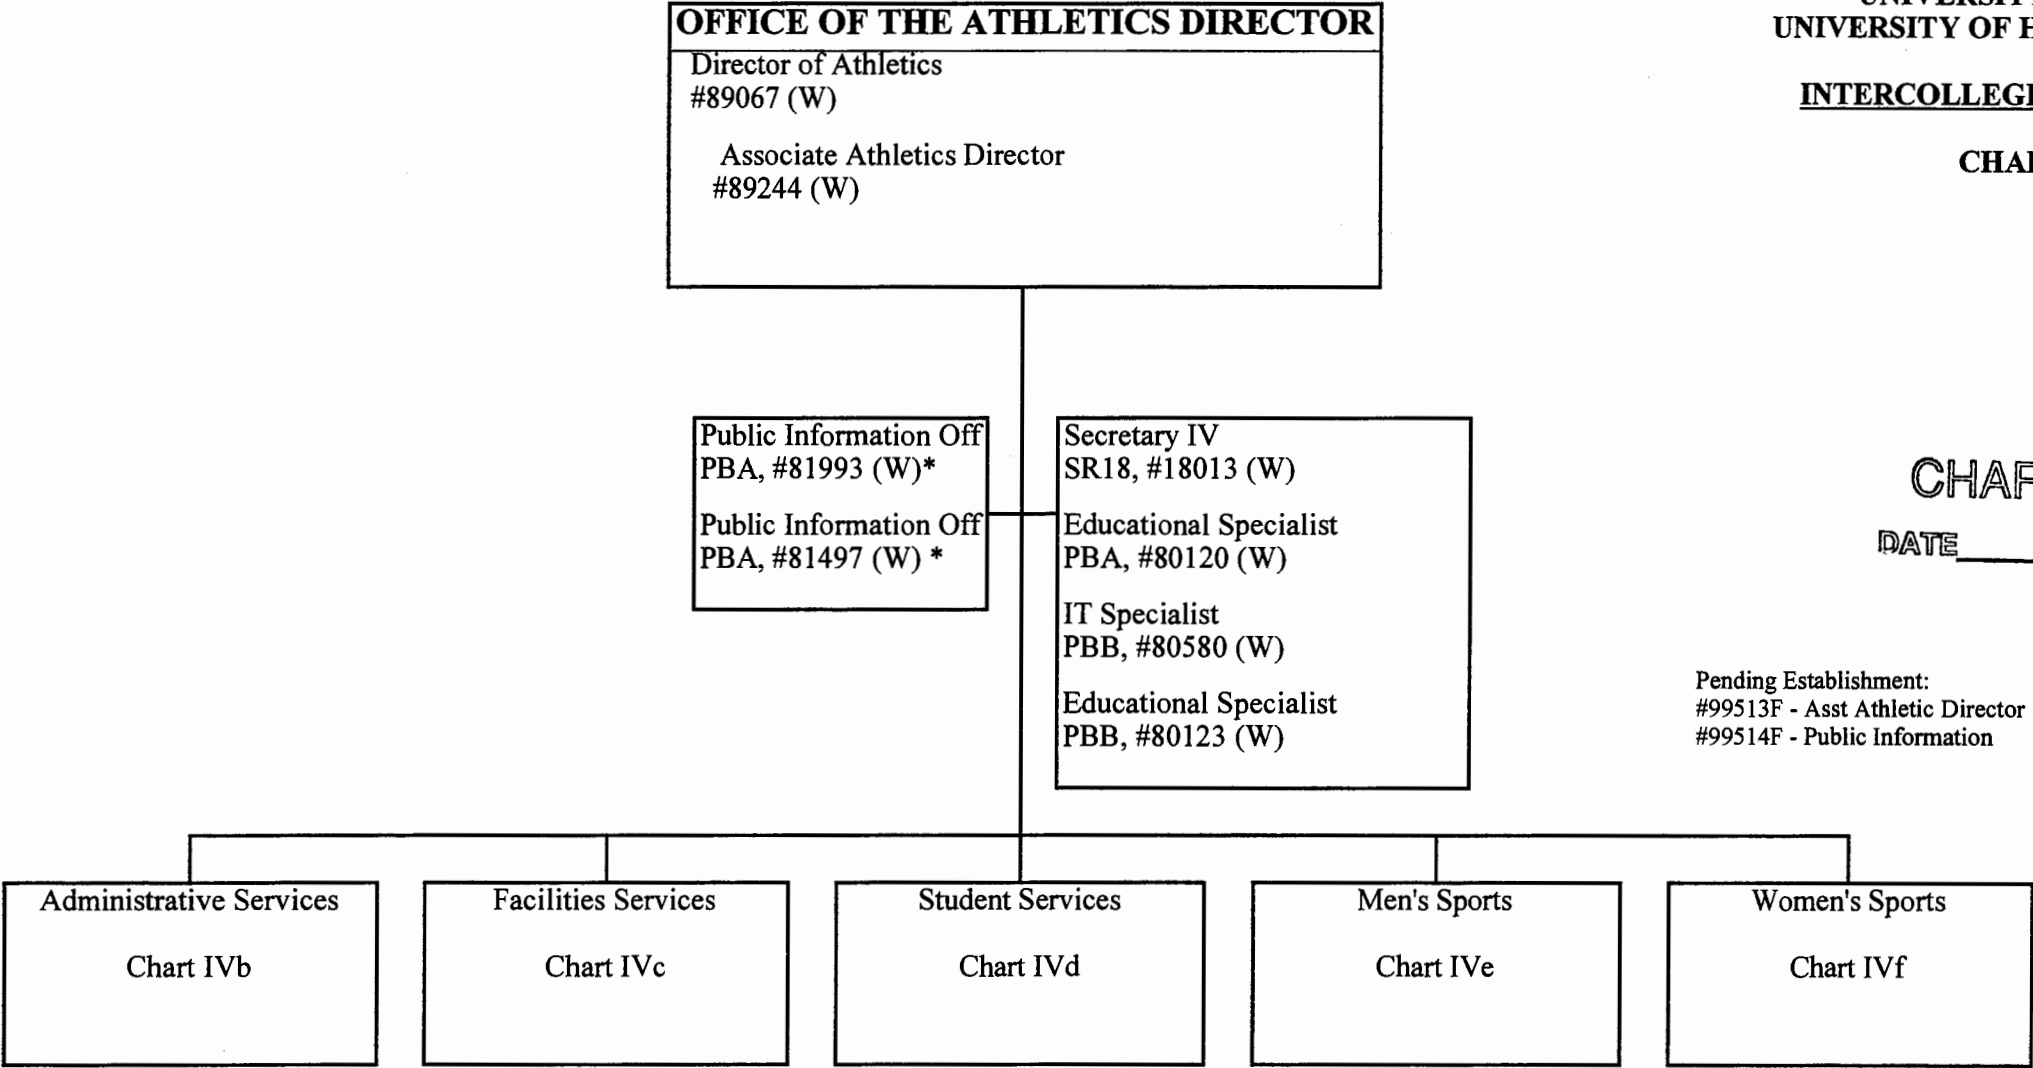 OFFICE OF THE ATHLETICS DIRECTOR
Director of Athletics
#89067 (W)
Associate Athletics Director
#89244 (W)
UNIVERSITY OF
INTERCOLLEGI
CHAR
Public Information Off
PBA, #81993 (W)*
Public Information Off
PBA, #81497 (W) *
Secretary IV
SR18, #18013 (W)
Educational Specialist
PBA, #80120 (W)
IT Specialist
PBB, #80580 (W)
Educational Specialist
PBB, #80123 (W)
DATE
Pending Establishment:
#99513F - Asst Athletic Director
#99514F - Public Information
Administrative Services
Chart IVb
Facilities Services
Chart IVc
Student Services
Chart IVd
Men's Sports
Chart IVe
Women's Sports
Chart IVf